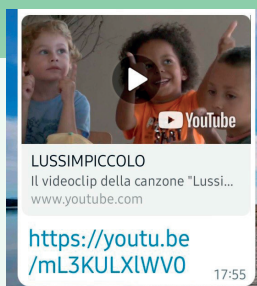 YouTube
LUSSIMPICCOLO
Il videoclip della canzone "Lussi...
www.youtube.com
https://youtu.be
/mL3KULXlWV0
17:55